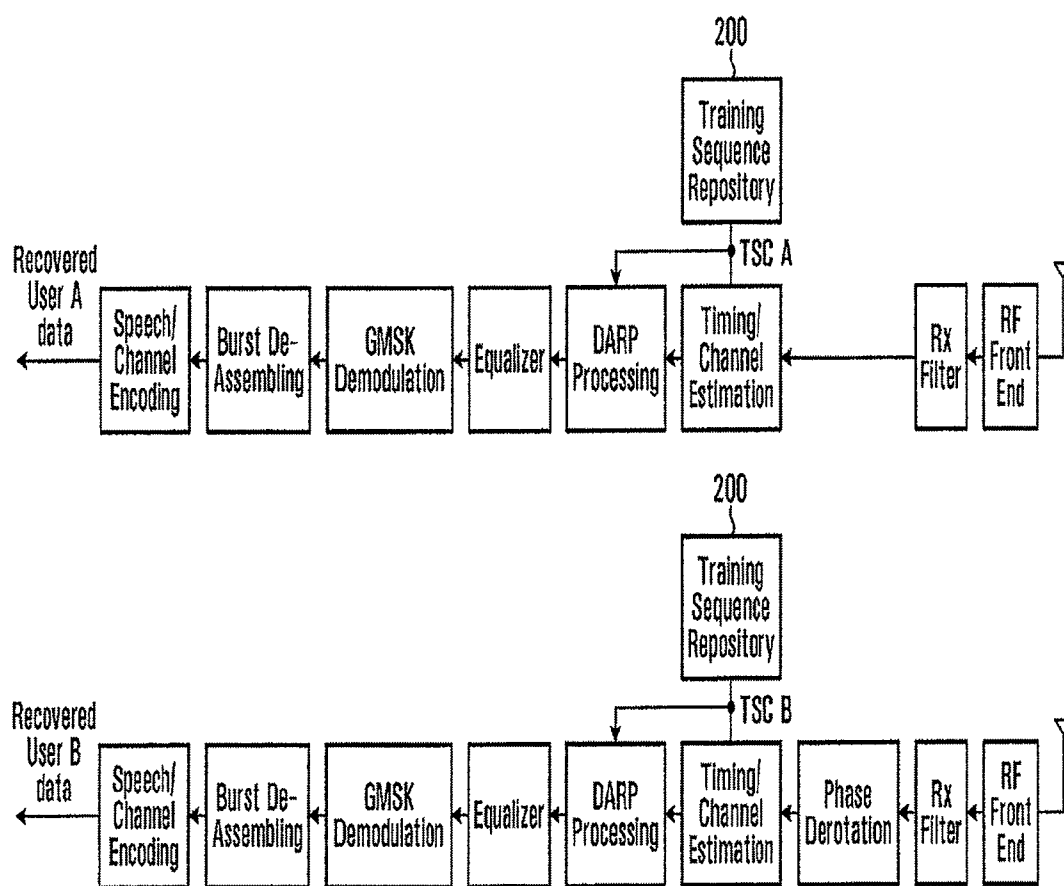 200
Training
Sequence
Repository
TSC A
Recovered
User A
data
Speech/
Channel
Encoding
Burst De-
Assembling
GMSK
Demodulation
Equalizer
DARP
Processing
Timing/
Channel
Estimation
Rx
Filter
RF
Front
End
200
Training
Sequence
Repository
TSC B
Recovered
User B
data
Speech/
Channel
Encoding
Burst De-
Assembling
GMSK
Demodulation
Equalizer
DARP
Processing
Timing/
Channel
Estimation
Phase
Derotation
Rx
Filter
RF
Front
End